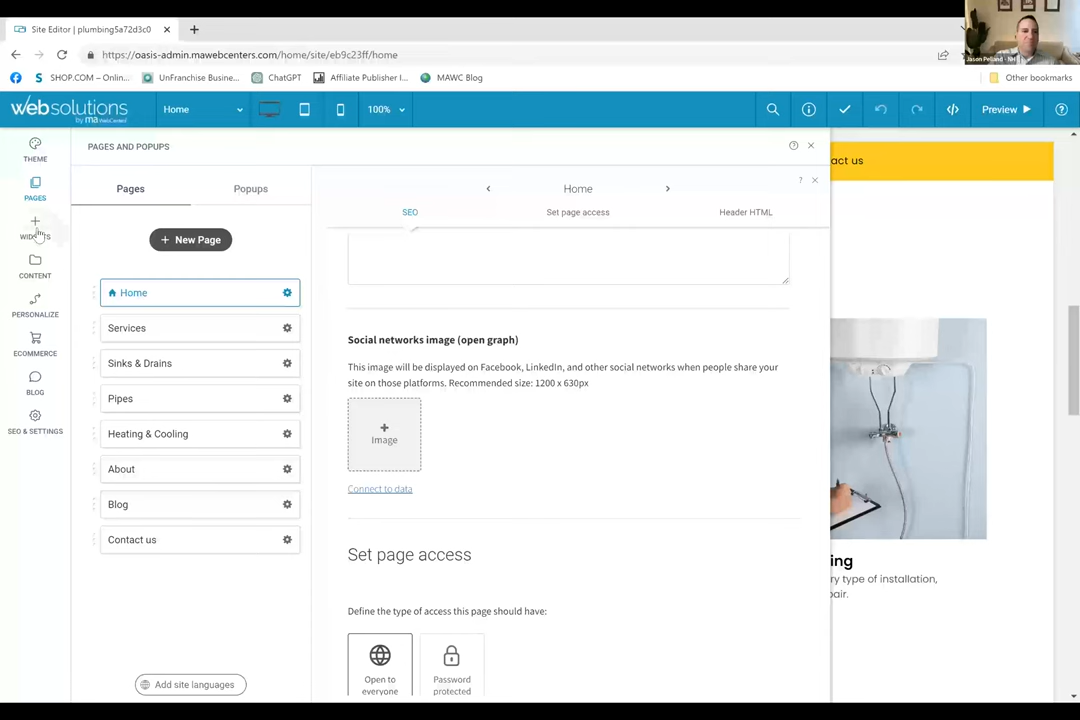 Site Editor | plumbing5a72d3c0
https://oasis-admin.mawebcenters.com/home/site/eb9c23ff/home
SHOP.COM – Onlin...
UnFranchise Busine...
ChatGPT
Affiliate Publisher I...
MAWC Blog
Other bookmarks
websolutions
by ma WebCenters
Home
100%
Preview
THEME
PAGES
WIDGETS
CONTENT
PERSONALIZE
ECOMMERCE
BLOG
SEO & SETTINGS
PAGES AND POPUPS
Pages
Popups
+ New Page
Home
Services
Sinks & Drains
Pipes
Heating & Cooling
About
Blog
Contact us
Add site languages
Home
SEO
Set page access
Header HTML
Social networks image (open graph)
This image will be displayed on Facebook, LinkedIn, and other social networks when people share your
site on those platforms. Recommended size: 1200 x 630px
+
Image
Connect to data
Set page access
Define the type of access this page should have:
Open to
everyone
Password
protected
act us
ing
ry type of installation,
pair.